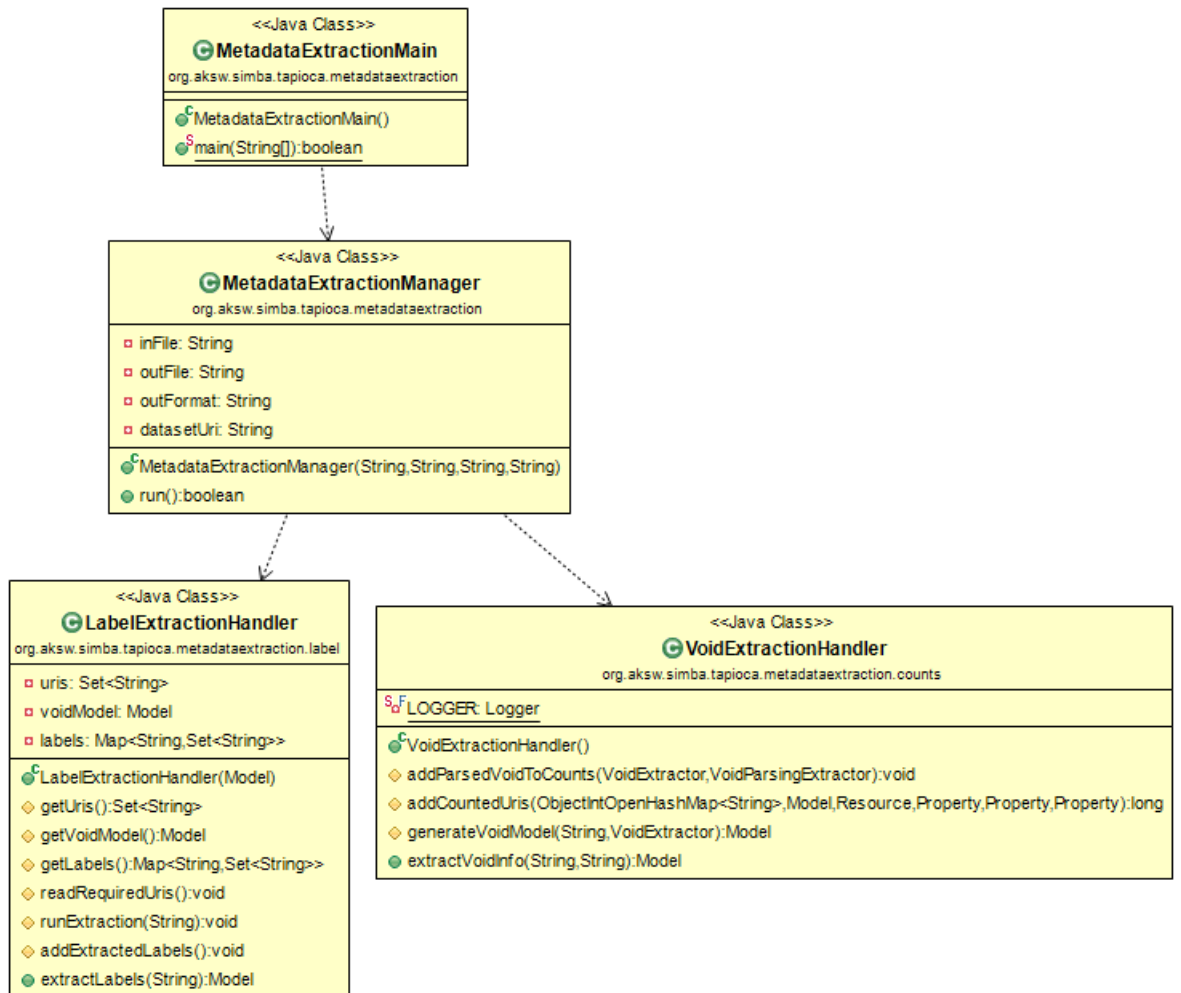 <<Java Class>>
MetadataExtractionMain
org.aksw.simba.tapioca.metadataextraction
MetadataExtractionMain()
main(String[]):boolean
<<Java Class>>
MetadataExtractionManager
org.aksw.simba.tapioca.metadataextraction
inFile: String
outFile: String
outFormat: String
datasetUri: String
MetadataExtractionManager(String,String,String,String)
run():boolean
<<Java Class>>
LabelExtractionHandler
org.aksw.simba.tapioca.metadataextraction.label
uris: Set<String>
voidModel: Model
labels: Map<String,Set<String>>
LabelExtractionHandler(Model)
getUris():Set<String>
getVoidModel():Model
getLabels():Map<String,Set<String>>
readRequiredUris():void
runExtraction(String):void
addExtractedLabels():void
extractLabels(String):Model
<<Java Class>>
VoidExtractionHandler
org.aksw.simba.tapioca.metadataextraction.counts
LOGGER: Logger
VoidExtractionHandler()
addParsedVoidToCounts(VoidExtractor,VoidParsingExtractor):void
addCountedUris(ObjectIntOpenHashMap<String>,Model,Resource,Property,Property,Property):long
generateVoidModel(String,VoidExtractor):Model
extractVoidInfo(String,String):Model